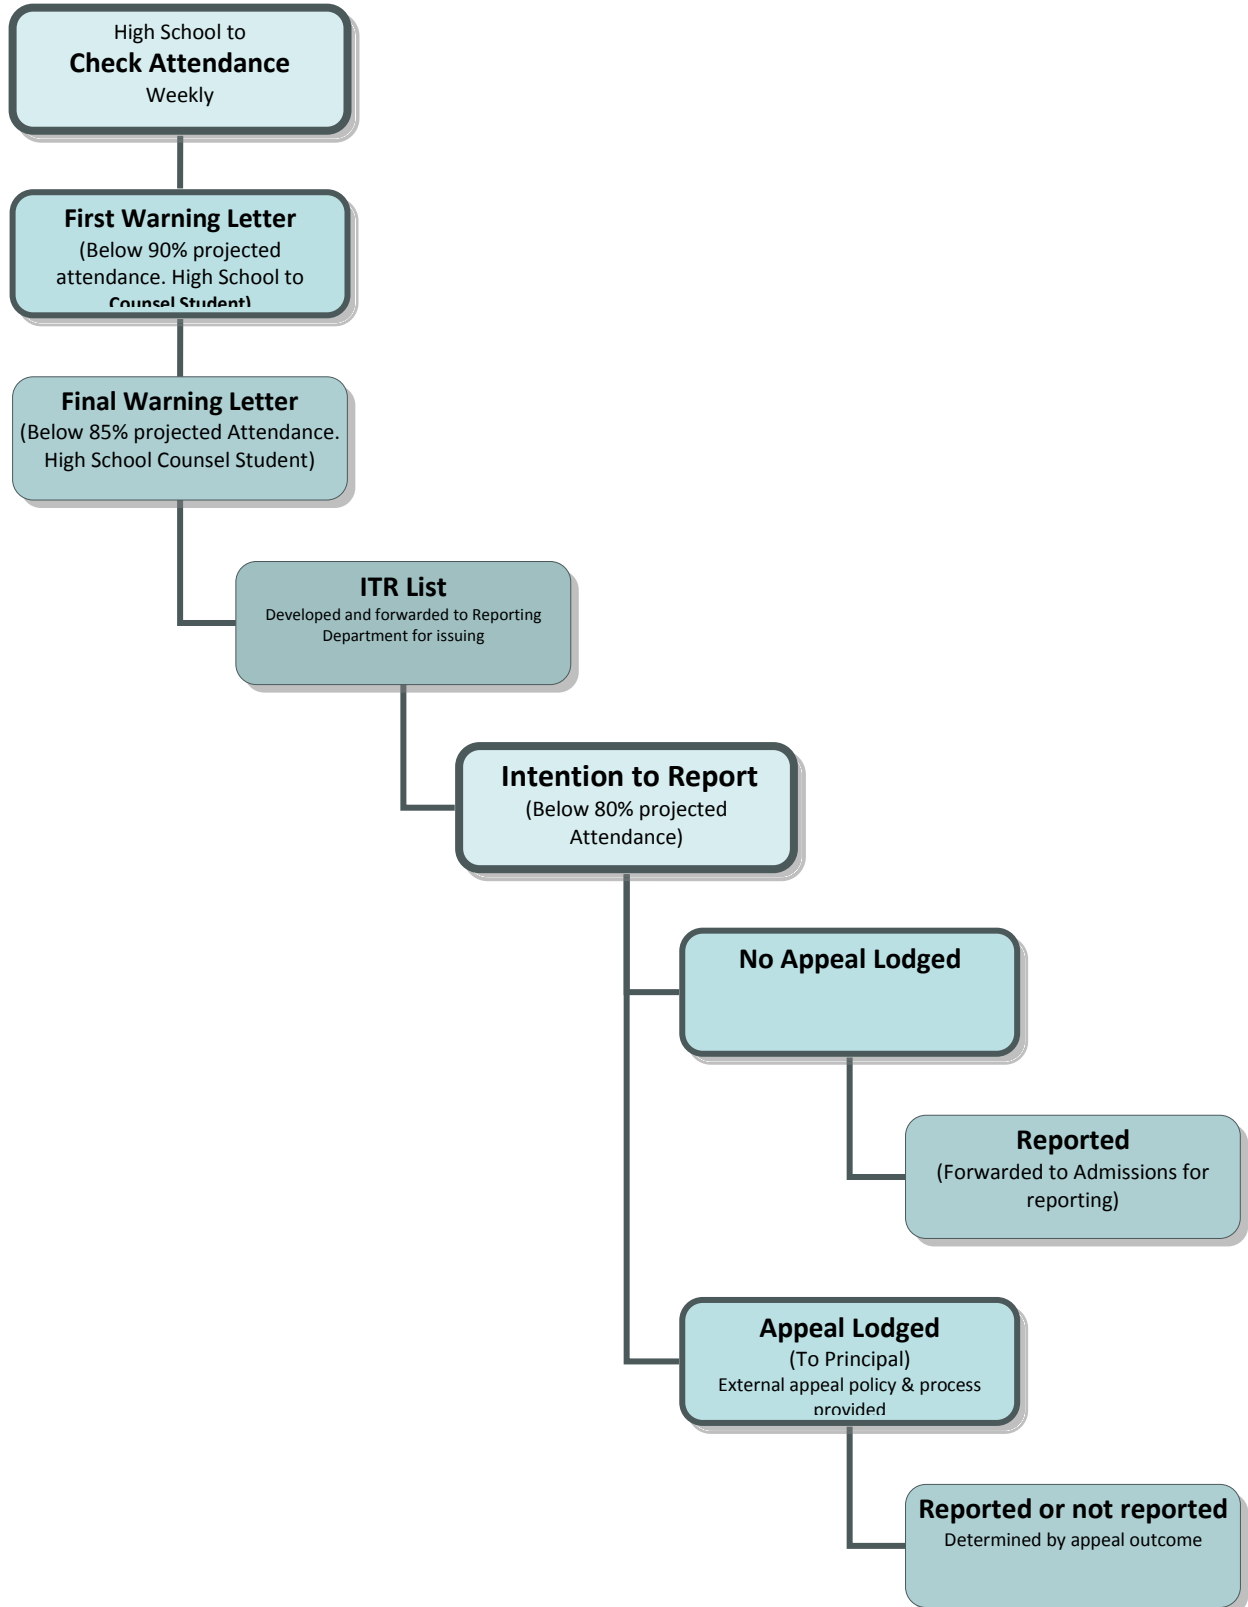 High School to
Check Attendance
Weekly
First Warning Letter
(Below 90% projected
attendance. High School to
Counsel Student)
Final Warning Letter
(Below 85% projected Attendance.
High School Counsel Student)
ITR List
Developed and forwarded to Reporting
Department for issuing
Intention to Report
(Below 80% projected
Attendance)
No Appeal Lodged
Reported
(Forwarded to Admissions for
reporting)
Appeal Lodged
(To Principal)
External appeal policy & process
provided
Reported or not reported
Determined by appeal outcome